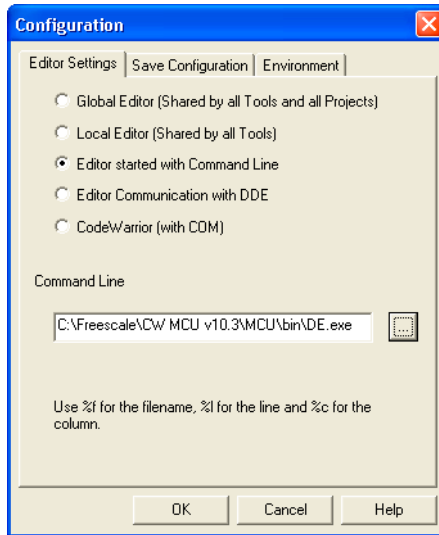 Configuration
Editor Settings Save Configuration Environment
Global Editor (Shared by all Tools and all Projects)
Local Editor (Shared by all Tools)
Editor started with Command Line
Editor Communication with DDE
CodeWarrior (with COM)
Command Line
C:\Freescale\CW MCU v10.3\MCU\bin\DE.exe ...
Use %f for the filename, %l for the line and %c for the
column.
OK Cancel Help